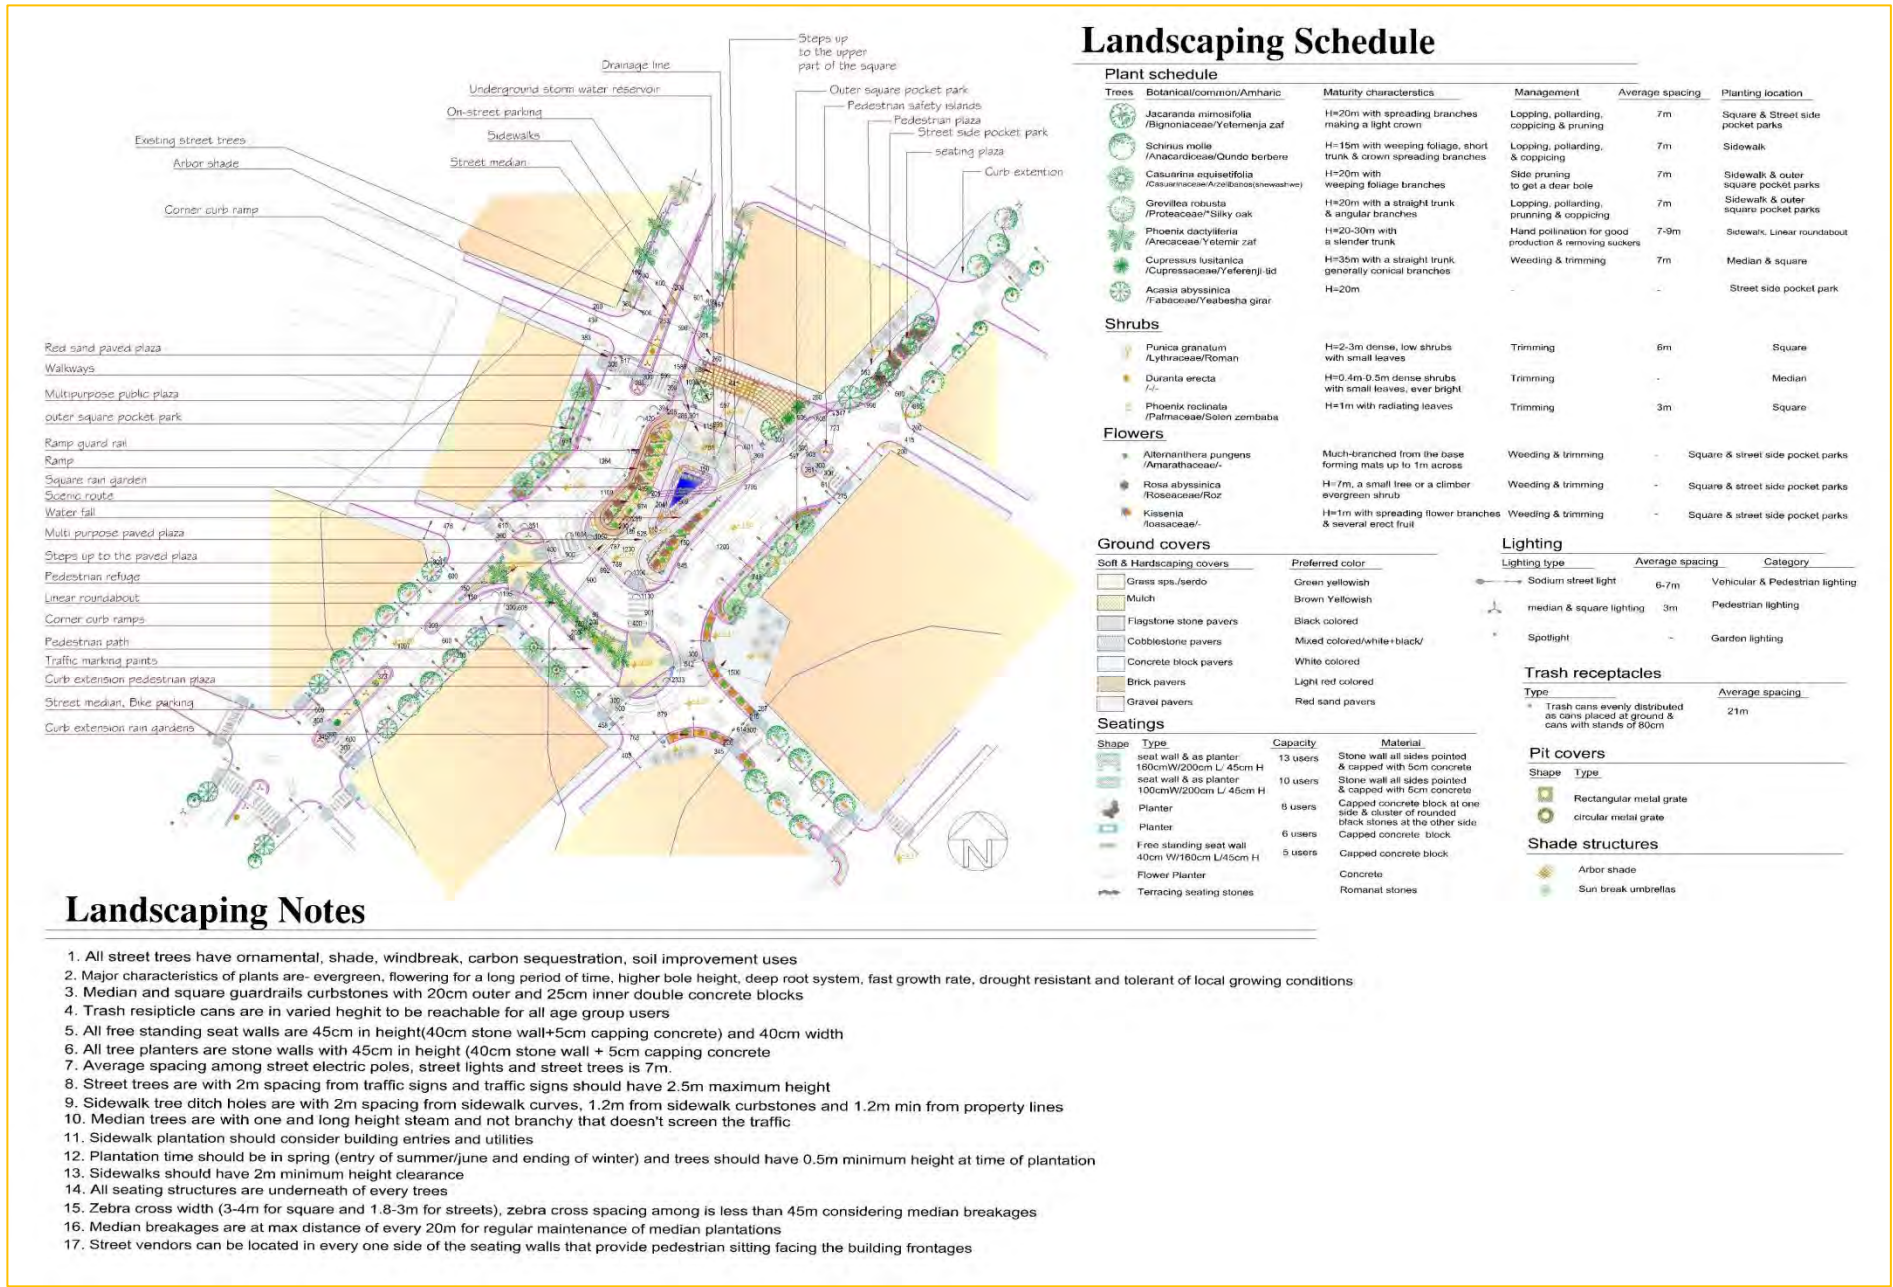 Steps up
to the upper
part of the square
Drainage line
Underground storm water reservoir
Outer square pocket park
Pedestrian safety islands
On-street parking
Pedestrian plaza
Sidewalks
Street side pocket park
Existing street trees
seating plaza
Arbor shade
Street median
Curb extention
Corner curb ramp
Red sand paved plaza
Walkways
Multipurpose public plaza
outer square pocket park
Ramp guard rail
Ramp
Square rain garden
Scenic route
Water fall
Multi purpose paved plaza
Steps up to the paved plaza
Pedestrian refuge
Linear roundabout
Corner curb ramps
Pedestrian path
Traffic marking paints
Curb extension pedestrian plaza
Street median, Bike parking
Curb extension rain gardens
N
Landscaping Schedule
Plant schedule
Trees Botanical/common/Amharic Maturity characterstics Management Average spacing Planting location
Jacaranda mimosifolia H=20m with spreading branches Lopping, pollarding, 7m Square & Street side
/Bignoniaceae/Yetemenja zaf making a light crown coppicing & pruning pocket parks
Schinus molle H=15m with weeping foliage, short Lopping, pollarding, 7m Sidewalk
/Anacardiceae/Qundo berbere trunk & crown spreading branches & coppicing
Casuarina equisetifolia H=20m with Side pruning 7m Sidewalk & outer
/Casuarinaceae/Arzelibanos(shewashwe) weeping foliage branches to get a dear bole square pocket parks
Grevillea robusta H=20m with a straight trunk Lopping, pollarding, 7m Sidewalk & outer
/Proteaceae/*Silky oak & angular branches prunning & coppicing square pocket parks
Phoenix dactyliferia H=20-30m with Hand pollination for good 7-9m Sidewalk, Linear roundabout
/Arecaceae/Yetemir zaf a slender trunk production & removing suckers
Cupressus lusitanica H=35m with a straight trunk Weeding & trimming 7m Median & square
/Cupressaceae/Yeferenji-tid generally conical branches
Acasia abyssinica H=20m - - Street side pocket park
/Fabaceae/Yeabesha girar
Shrubs
Punica granatum H=2-3m dense, low shrubs Trimming 6m Square
/Lythraceae/Roman with small leaves
Duranta erecta H=0.4m-0.5m dense shrubs Trimming - Median
/-/- with small leaves, ever bright
Phoenix reclinata H=1m with radiating leaves Trimming 3m Square
/Palmaceae/Selen zembaba
Flowers
Alternanthera pungens Much-branched from the base Weeding & trimming - Square & street side pocket parks
/Amarathaceae/- forming mats up to 1m across
Rosa abyssinica H=7m, a small tree or a climber Weeding & trimming - Square & street side pocket parks
/Roseaceae/Roz evergreen shrub
Kissenia H=1m with spreading flower branches Weeding & trimming - Square & street side pocket parks
/loasaceae/- & several erect fruit
Ground covers
Soft & Hardscaping covers Preferred color
Grass sps./serdo Green yellowish
Mulch Brown Yellowish
Flagstone stone pavers Black colored
Cobblestone pavers Mixed colored/white+black/
Concrete block pavers White colored
Brick pavers Light red colored
Gravel pavers Red sand pavers
Lighting
Lighting type Average spacing Category
Sodium street light 6-7m Vehicular & Pedestrian lighting
median & square lighting 3m Pedestrian lighting
Spotlight - Garden lighting
Trash receptacles
Type Average spacing
Trash cans evenly distributed
as cans placed at ground & 21m
cans with stands of 80cm
Seatings
Shape Type Capacity Material
seat wall & as planter 13 users Stone wall all sides pointed
160cmW/200cm L/ 45cm H & capped with 5cm concrete
seat wall & as planter 10 users Stone wall all sides pointed
100cmW/200cm L/ 45cm H & capped with 5cm concrete
Planter 8 users Capped concrete block at one
side & cluster of rounded
black stones at the other side
Planter 6 users Capped concrete block
Free standing seat wall 5 users Capped concrete block
40cm W/160cm L/45cm H
Flower Planter Concrete
Terracing seating stones Romanat stones
Pit covers
Shape Type
Rectangular metal grate
circular metal grate
Shade structures
Arbor shade
Sun break umbrellas
Landscaping Notes
1. All street trees have ornamental, shade, windbreak, carbon sequestration, soil improvement uses
2. Major characteristics of plants are- evergreen, flowering for a long period of time, higher bole height, deep root system, fast growth rate, drought resistant and tolerant of local growing conditions
3. Median and square guardrails curbstones with 20cm outer and 25cm inner double concrete blocks
4. Trash resipticle cans are in varied heghit to be reachable for all age group users
5. All free standing seat walls are 45cm in height(40cm stone wall+5cm capping concrete) and 40cm width
6. All tree planters are stone walls with 45cm in height (40cm stone wall + 5cm capping concrete
7. Average spacing among street electric poles, street lights and street trees is 7m.
8. Street trees are with 2m spacing from traffic signs and traffic signs should have 2.5m maximum height
9. Sidewalk tree ditch holes are with 2m spacing from sidewalk curves, 1.2m from sidewalk curbstones and 1.2m min from property lines
10. Median trees are with one and long height steam and not branchy that doesn't screen the traffic
11. Sidewalk plantation should consider building entries and utilities
12. Plantation time should be in spring (entry of summer/june and ending of winter) and trees should have 0.5m minimum height at time of plantation
13. Sidewalks should have 2m minimum height clearance
14. All seating structures are underneath of every trees
15. Zebra cross width (3-4m for square and 1.8-3m for streets), zebra cross spacing among is less than 45m considering median breakages
16. Median breakages are at max distance of every 20m for regular maintenance of median plantations
17. Street vendors can be located in every one side of the seating walls that provide pedestrian sitting facing the building frontages